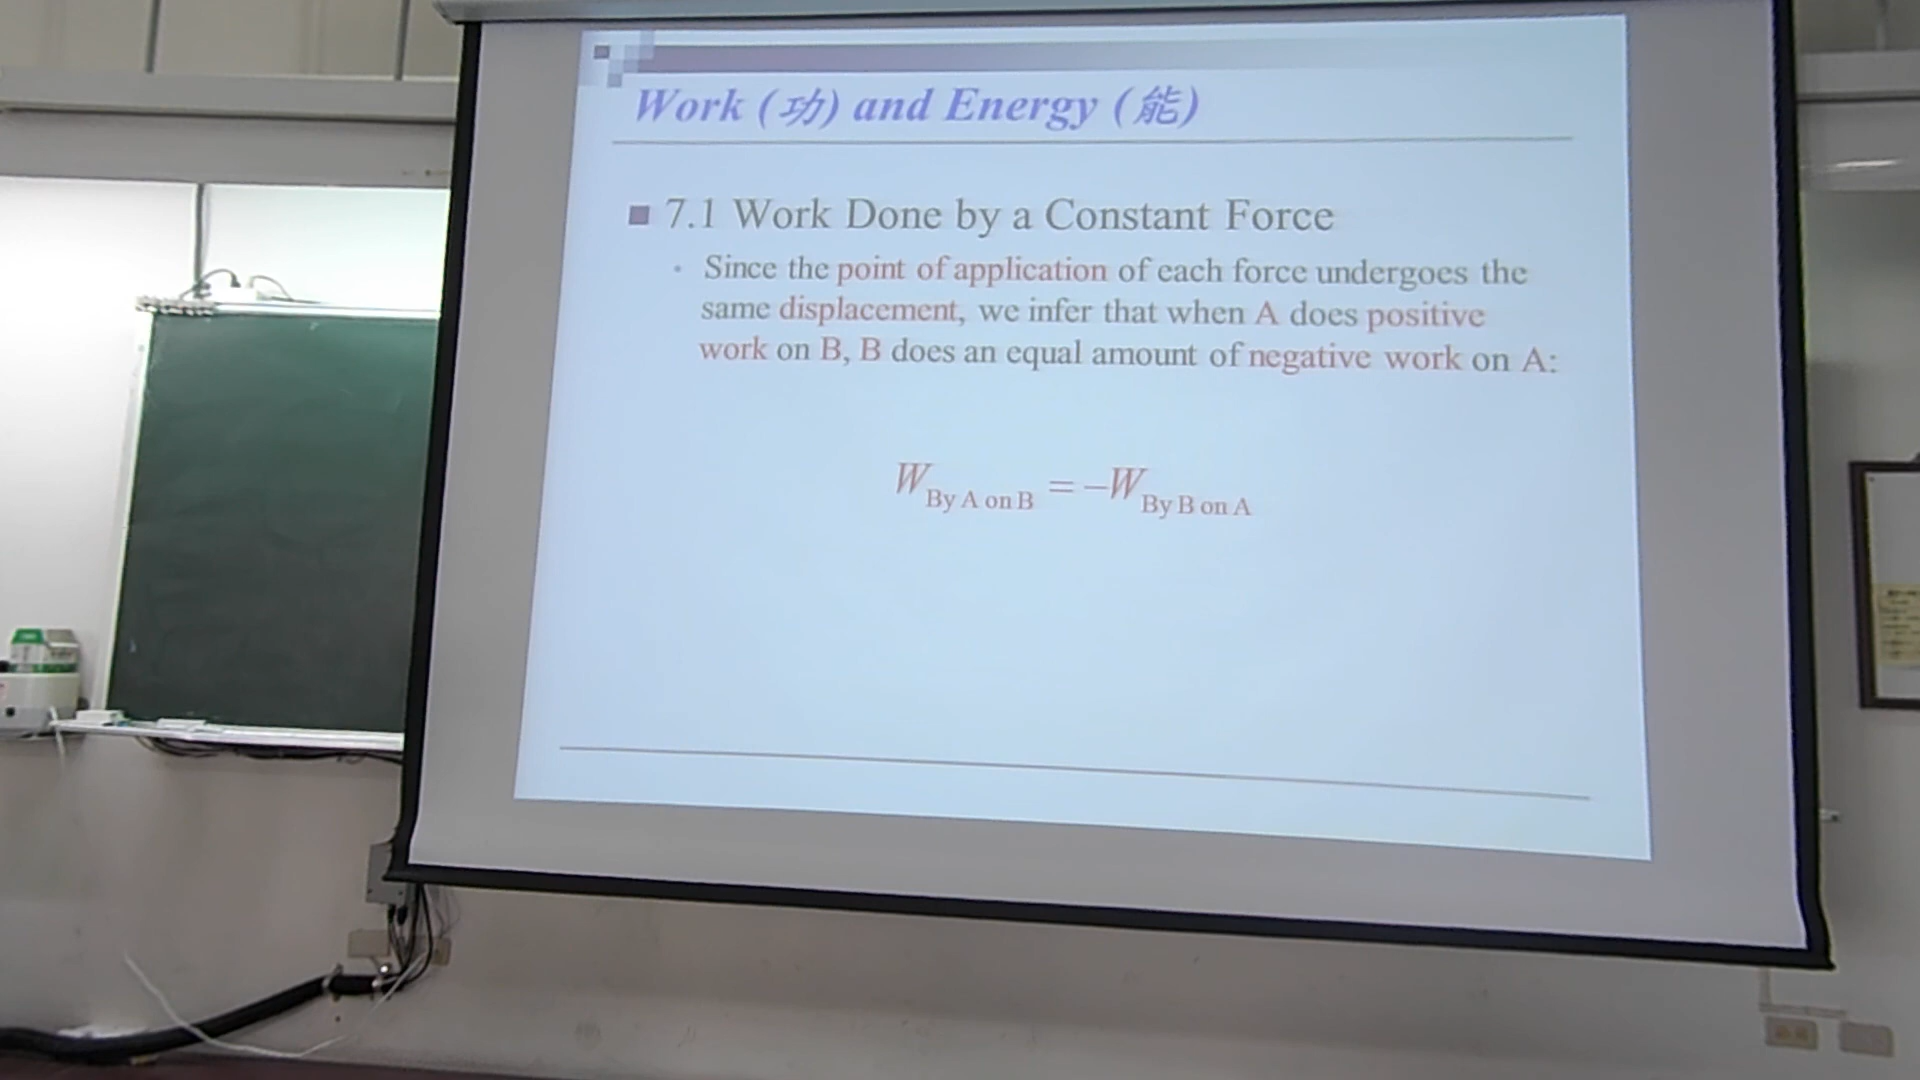 Work (功) and Energy (能)
7.1 Work Done by a Constant Force
Since the point of application of each force undergoes the
same displacement, we infer that when A does positive
work on B, B does an equal amount of negative work on A:
W By A on B = –W By B on A